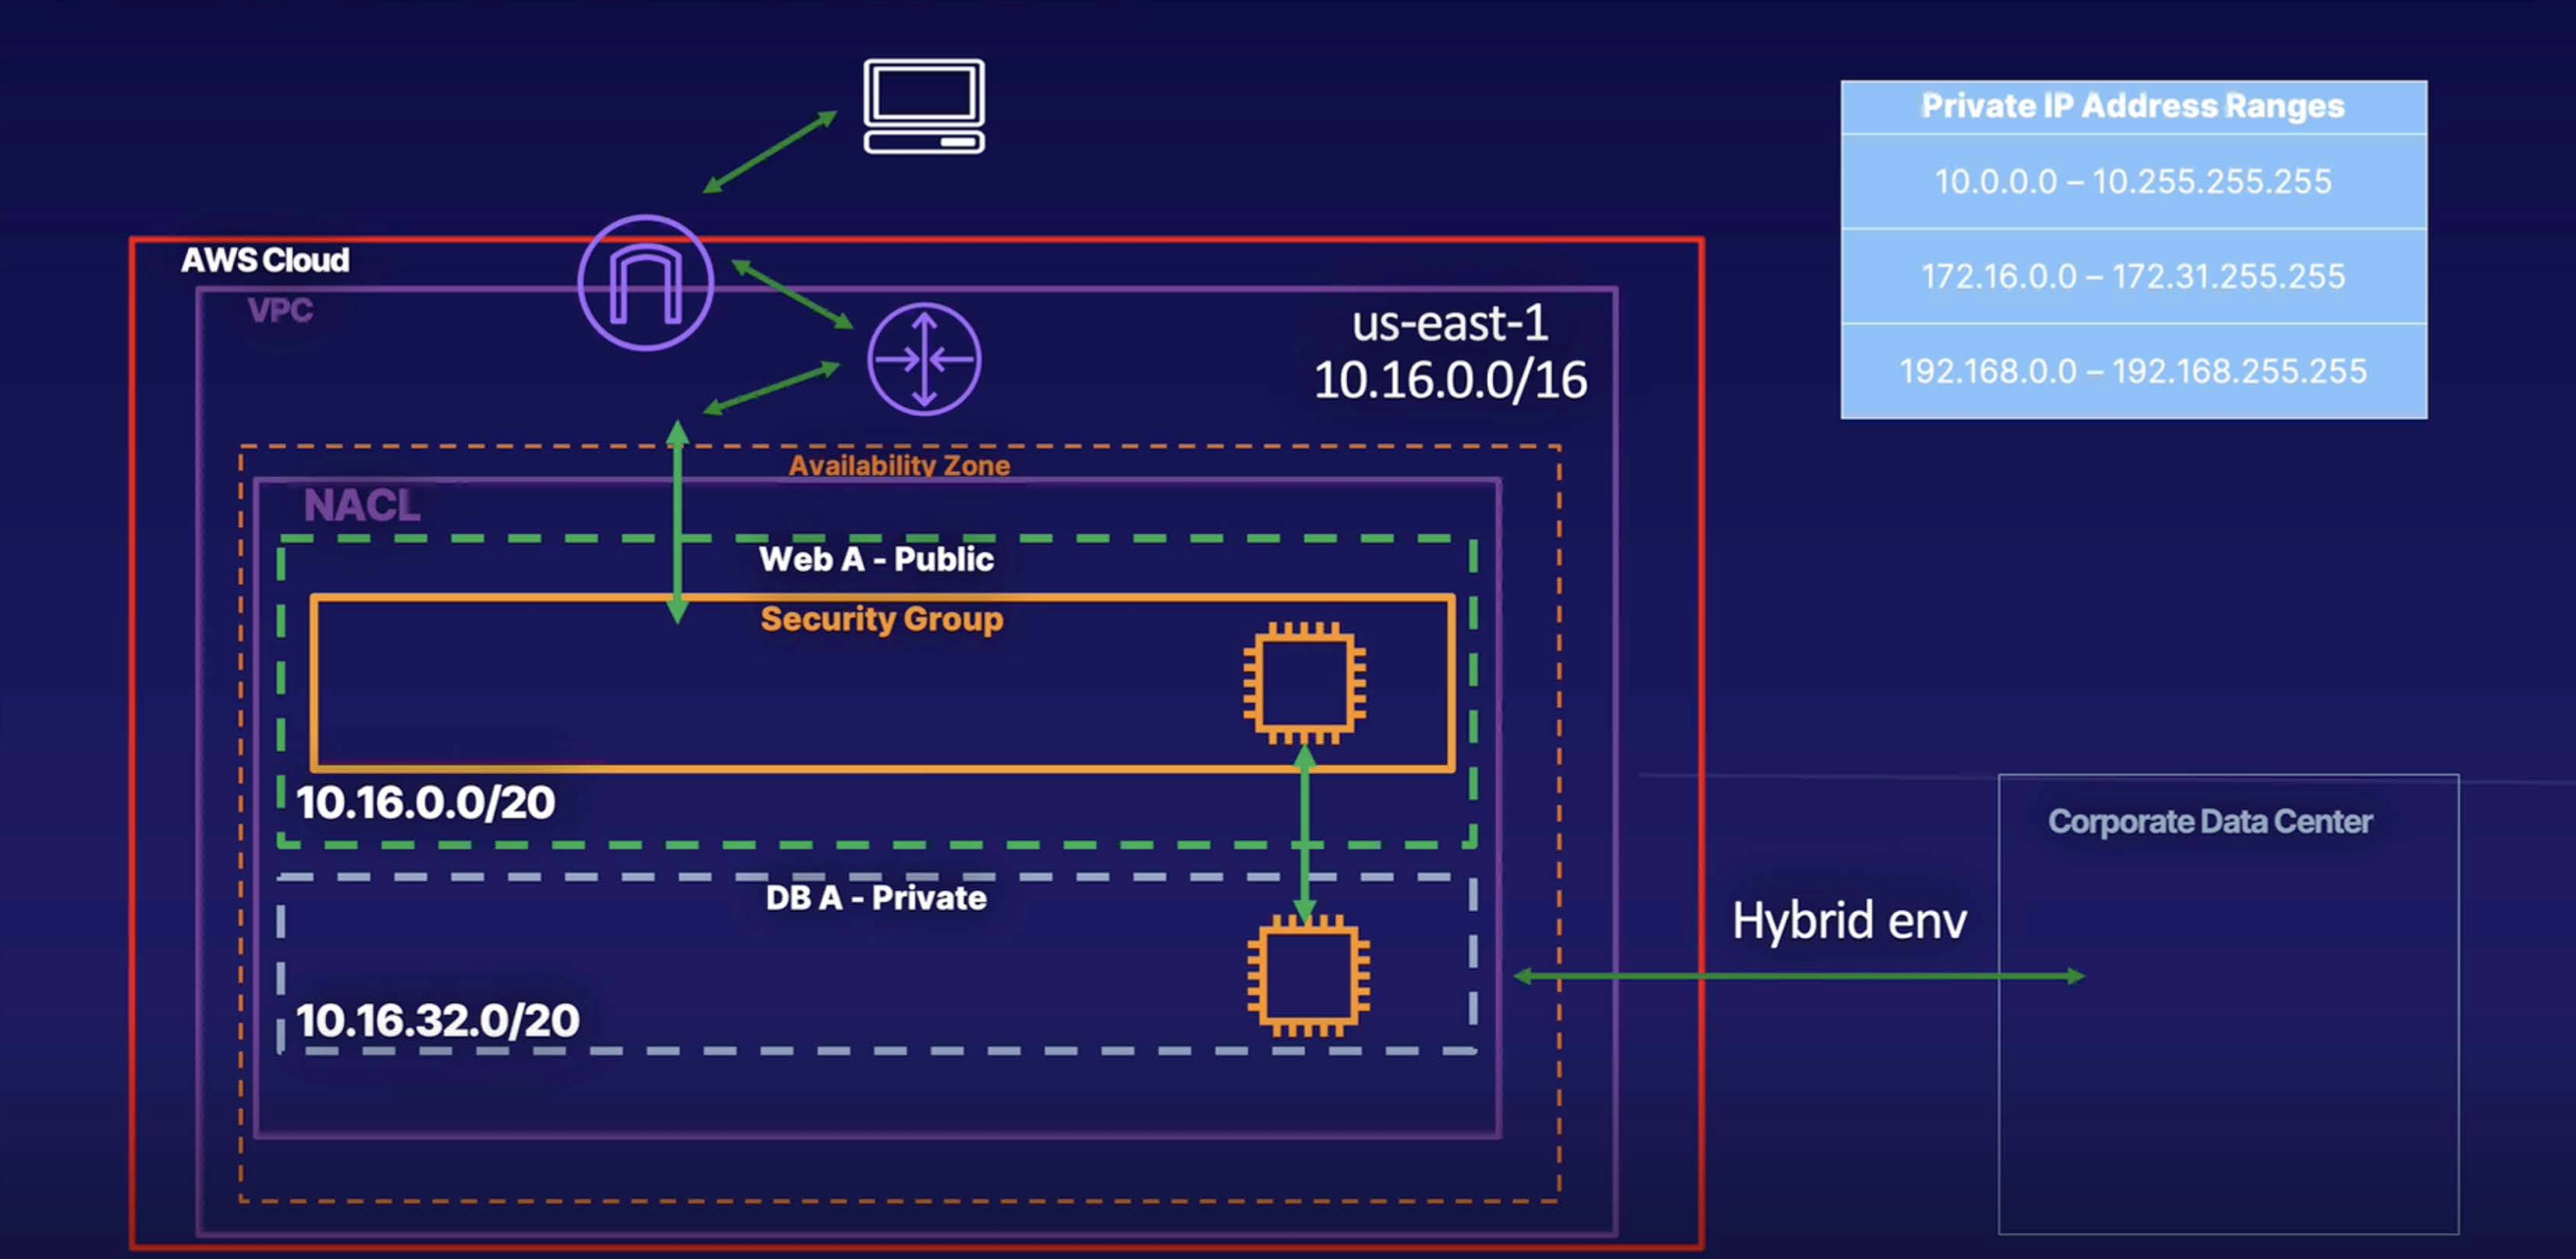 Private IP Address Ranges
10.0.0.0 – 10.255.255.255
172.16.0.0 – 172.31.255.255
192.168.0.0 – 192.168.255.255
AWS Cloud
VPC
us-east-1
10.16.0.0/16
Availability Zone
NACL
Web A - Public
Security Group
10.16.0.0/20
DB A - Private
10.16.32.0/20
Hybrid env
Corporate Data Center